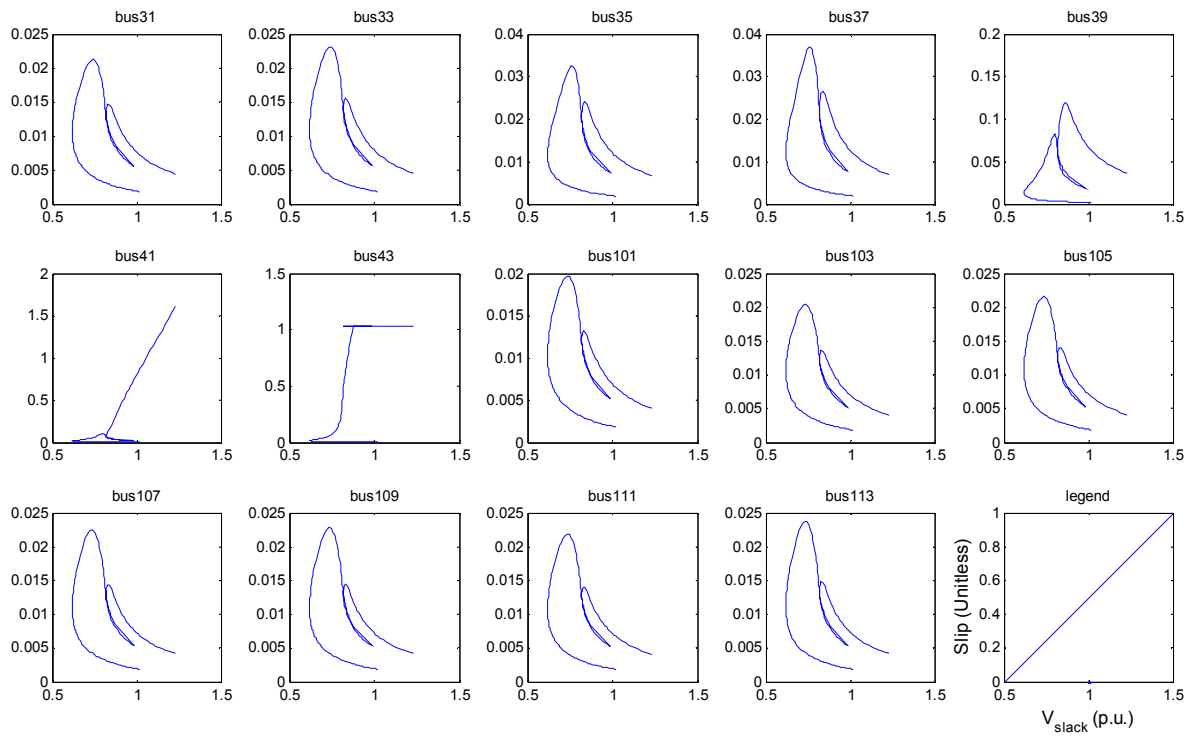 bus31 bus33 bus35 bus37 bus39
0.025 0.025 0.04 0.04 0.2
0.02 0.02 0.03 0.03 0.15
0.015 0.015
0.02 0.02 0.1
0.01 0.01
0.01 0.01 0.05
0.005 0.005
0 0 0 0 0
0.5 1 1.5 0.5 1 1.5 0.5 1 1.5 0.5 1 1.5 0.5 1 1.5
bus41 bus43 bus101 bus103 bus105
2 1.5 0.02 0.025 0.025
1.5 0.015 0.02 0.02
1 0.015 0.015
1 0.01
0.5 0.01 0.01
0.5 0.005 0.005 0.005
0 0 0 0 0
0.5 1 1.5 0.5 1 1.5 0.5 1 1.5 0.5 1 1.5 0.5 1 1.5
bus107 bus109 bus111 bus113 legend
0.025 0.025 0.025 0.025 1
0.02 0.02 0.02 0.02 0.8
0.015 0.015 0.015 0.015 0.6
0.01 0.01 0.01 0.01 0.4
0.005 0.005 0.005 0.005 0.2
0 0 0 0 0
0.5 1 1.5 0.5 1 1.5 0.5 1 1.5 0.5 1 1.5 0.5 1 1.5
Slip (Unitless)
V_slack (p.u.)